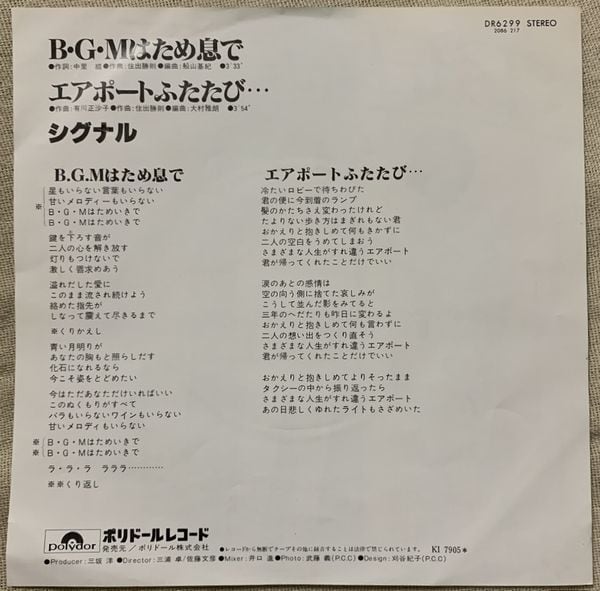 DR6299 STEREO
2086 217
B・G・Mはため息で
●作詞:中里 綴 ●作曲:住出勝則 ●編曲:船山基紀 ●3′33″
エアポートふたたび…
●作曲:有川正沙子 ●作曲:住出勝則 ●編曲:大村雅朗 ●3′54″
シグナル
B.G.Mはため息で
星もいらない言葉もいらない
甘いメロディーもいらない
※ B・G・Mはためいきで
B・G・Mはためいきで
鍵を下ろす音が
二人の心を解き放す
灯りもつけないで
激しく唇求めあう
溢れだした愛に
このまま流され続けよう
絡めた指先が
しなって震えて尽きるまで
※くりかえし
青い月明りが
あなたの胸もと照らしだす
化石になれるなら
今こそ姿をとどめたい
今はただあなただけいればいい
このぬくもりがすべて
バラもいらないワインもいらない
甘いメロディもいらない
※ B・G・Mはためいきで
※ B・G・Mはためいきで
ラ・ラ・ラ ラララ…………
※※くり返し
エアポートふたたび…
冷たいロビーで待ちわびた
君の便に今到着のランプ
髪のかたちさえ変わったけれど
たよりない歩き方はまぎれもない君
おかえりと抱きしめて何もきかずに
二人の空白をうめてしまおう
さまざまな人生がすれ違うエアポート
君が帰ってくれたことだけでいい
涙のあとの感情は
空の向う側に捨てた哀しみが
こうして並んだ影をみてると
三年のへだたりも昨日に変わるよ
おかえりと抱きしめて何も言わずに
二人の想い出をつくり直そう
さまざまな人生がすれ違うエアポート
君が帰ってくれたことだけでいい
おかえりと抱きしめてよりそったまま
タクシーの中から振り返ったら
さまざまな人生がすれ違うエアポート
あの日悲しくゆれたライトもさざめいた
polydor ポリドールレコード
発売元/ポリドール株式会社 ●レコードから無断でテープその他に録音することは法律で禁じられています。 KI 7905*
●Producer:三坂 洋 ●Director:三浦 卓/佐藤文彦 ●Mixer:井口 進 ●Photo:武藤 義(P.C.C) ●Design:刈谷紀子(P.C.C)